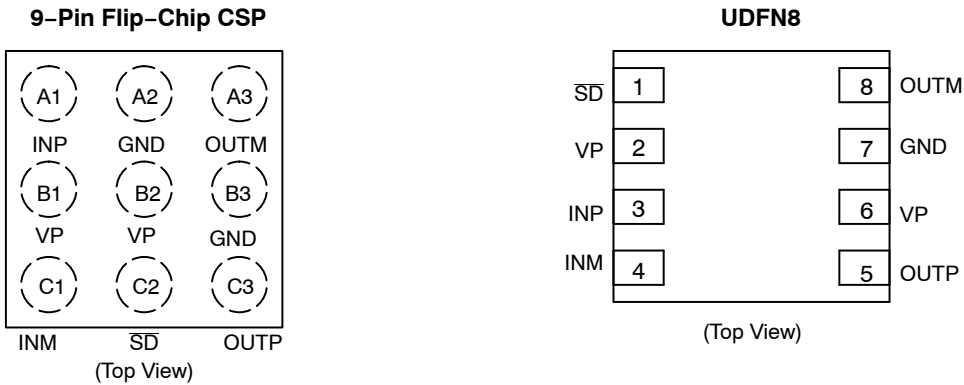 9−Pin Flip−Chip CSP
A1 A2 A3
INP GND OUTM
B1 B2 B3
VP VP GND
C1 C2 C3
INM S̅D̅ OUTP
(Top View)
UDFN8
S̅D̅ 1 8 OUTM
VP 2 7 GND
INP 3 6 VP
INM 4 5 OUTP
(Top View)